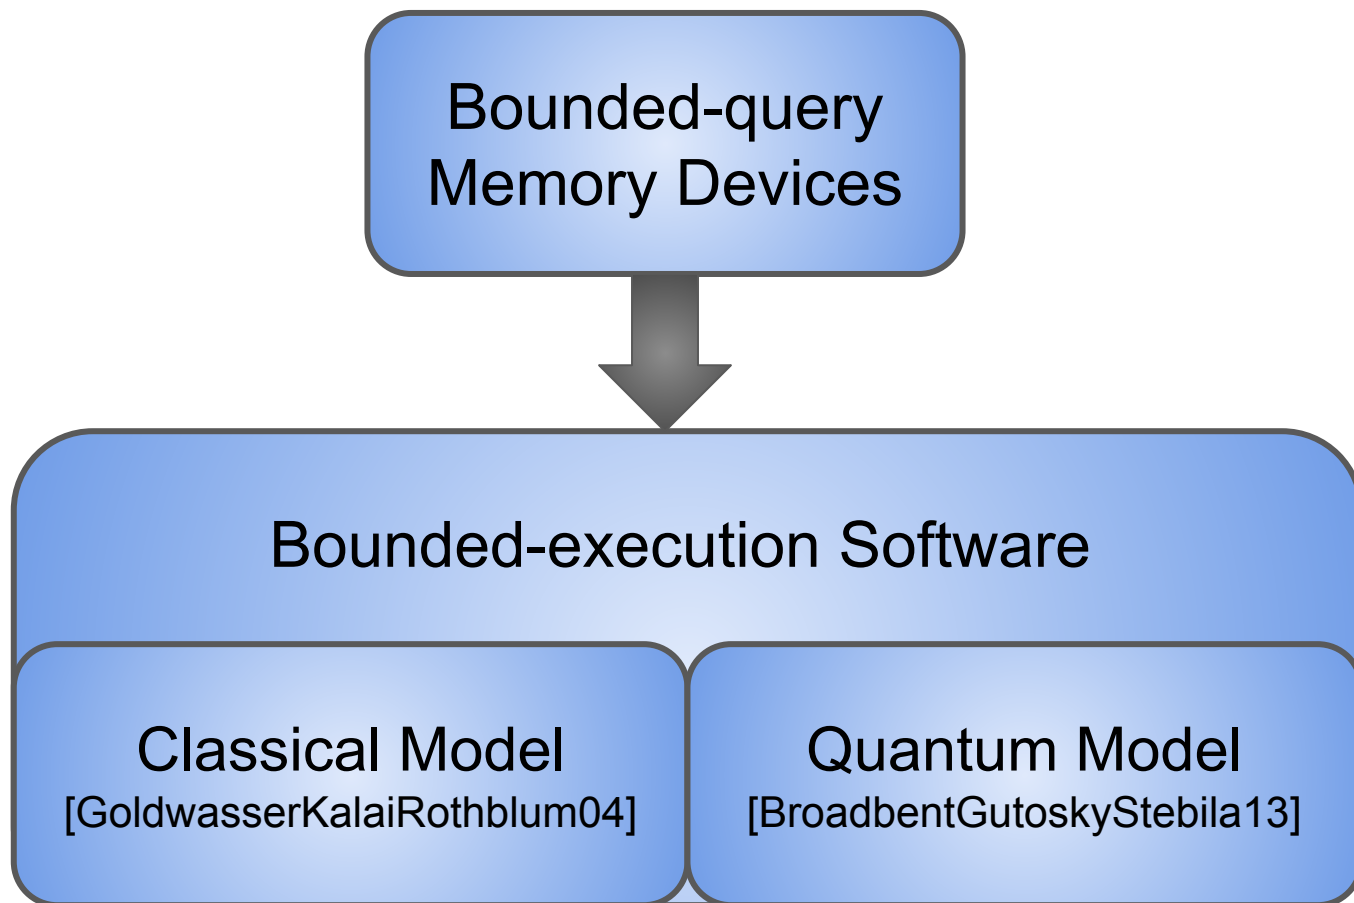 Bounded-query
Memory Devices
Bounded-execution Software
Classical Model
[GoldwasserKalaiRothblum04]
Quantum Model
[BroadbentGutoskyStebila13]